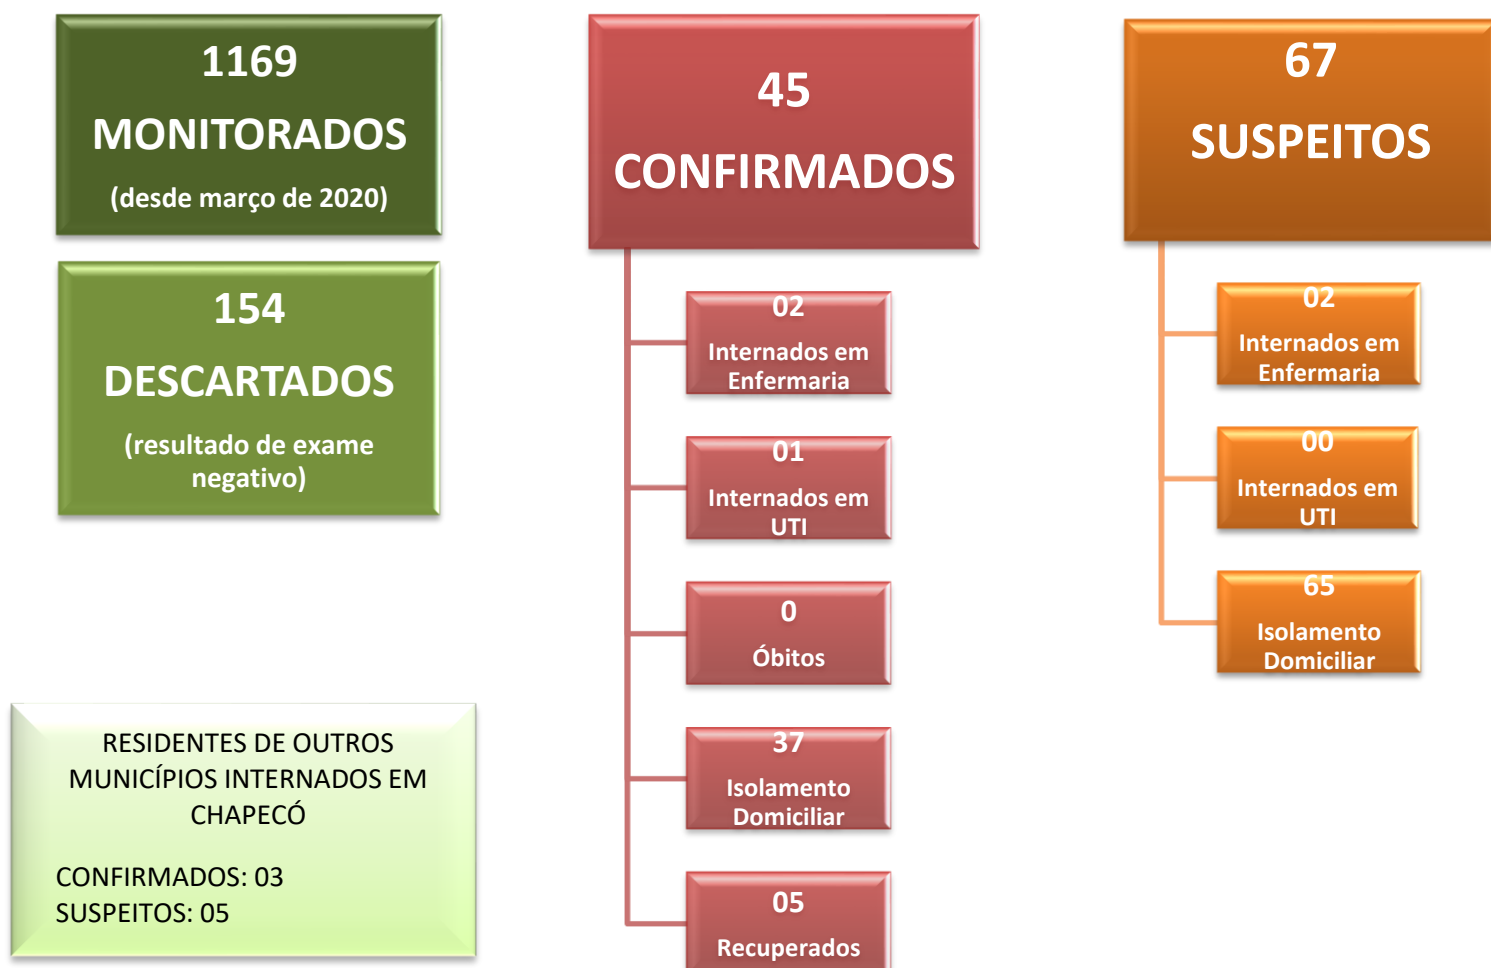 1169
MONITORADOS
(desde março de 2020)
154
DESCARTADOS
(resultado de exame
negativo)
RESIDENTES DE OUTROS
MUNICÍPIOS INTERNADOS EM
CHAPECÓ
CONFIRMADOS: 03
SUSPEITOS: 05
45
CONFIRMADOS
02
Internados em
Enfermaria
01
Internados em
UTI
0
Óbitos
37
Isolamento
Domiciliar
05
Recuperados
67
SUSPEITOS
02
Internados em
Enfermaria
00
Internados em
UTI
65
Isolamento
Domiciliar